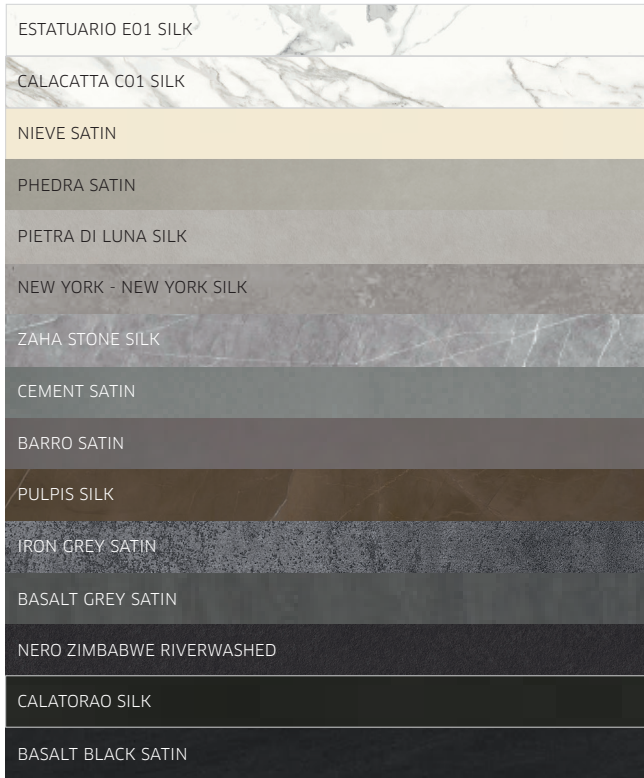 ESTATUARIO E01 SILK
CALACATTA C01 SILK
NIEVE SATIN
PHEDRA SATIN
PIETRA DI LUNA SILK
NEW YORK - NEW YORK SILK
ZAHA STONE SILK
CEMENT SATIN
BARRO SATIN
PULPIS SILK
IRON GREY SATIN
BASALT GREY SATIN
NERO ZIMBABWE RIVERWASHED
CALATORAO SILK
BASALT BLACK SATIN